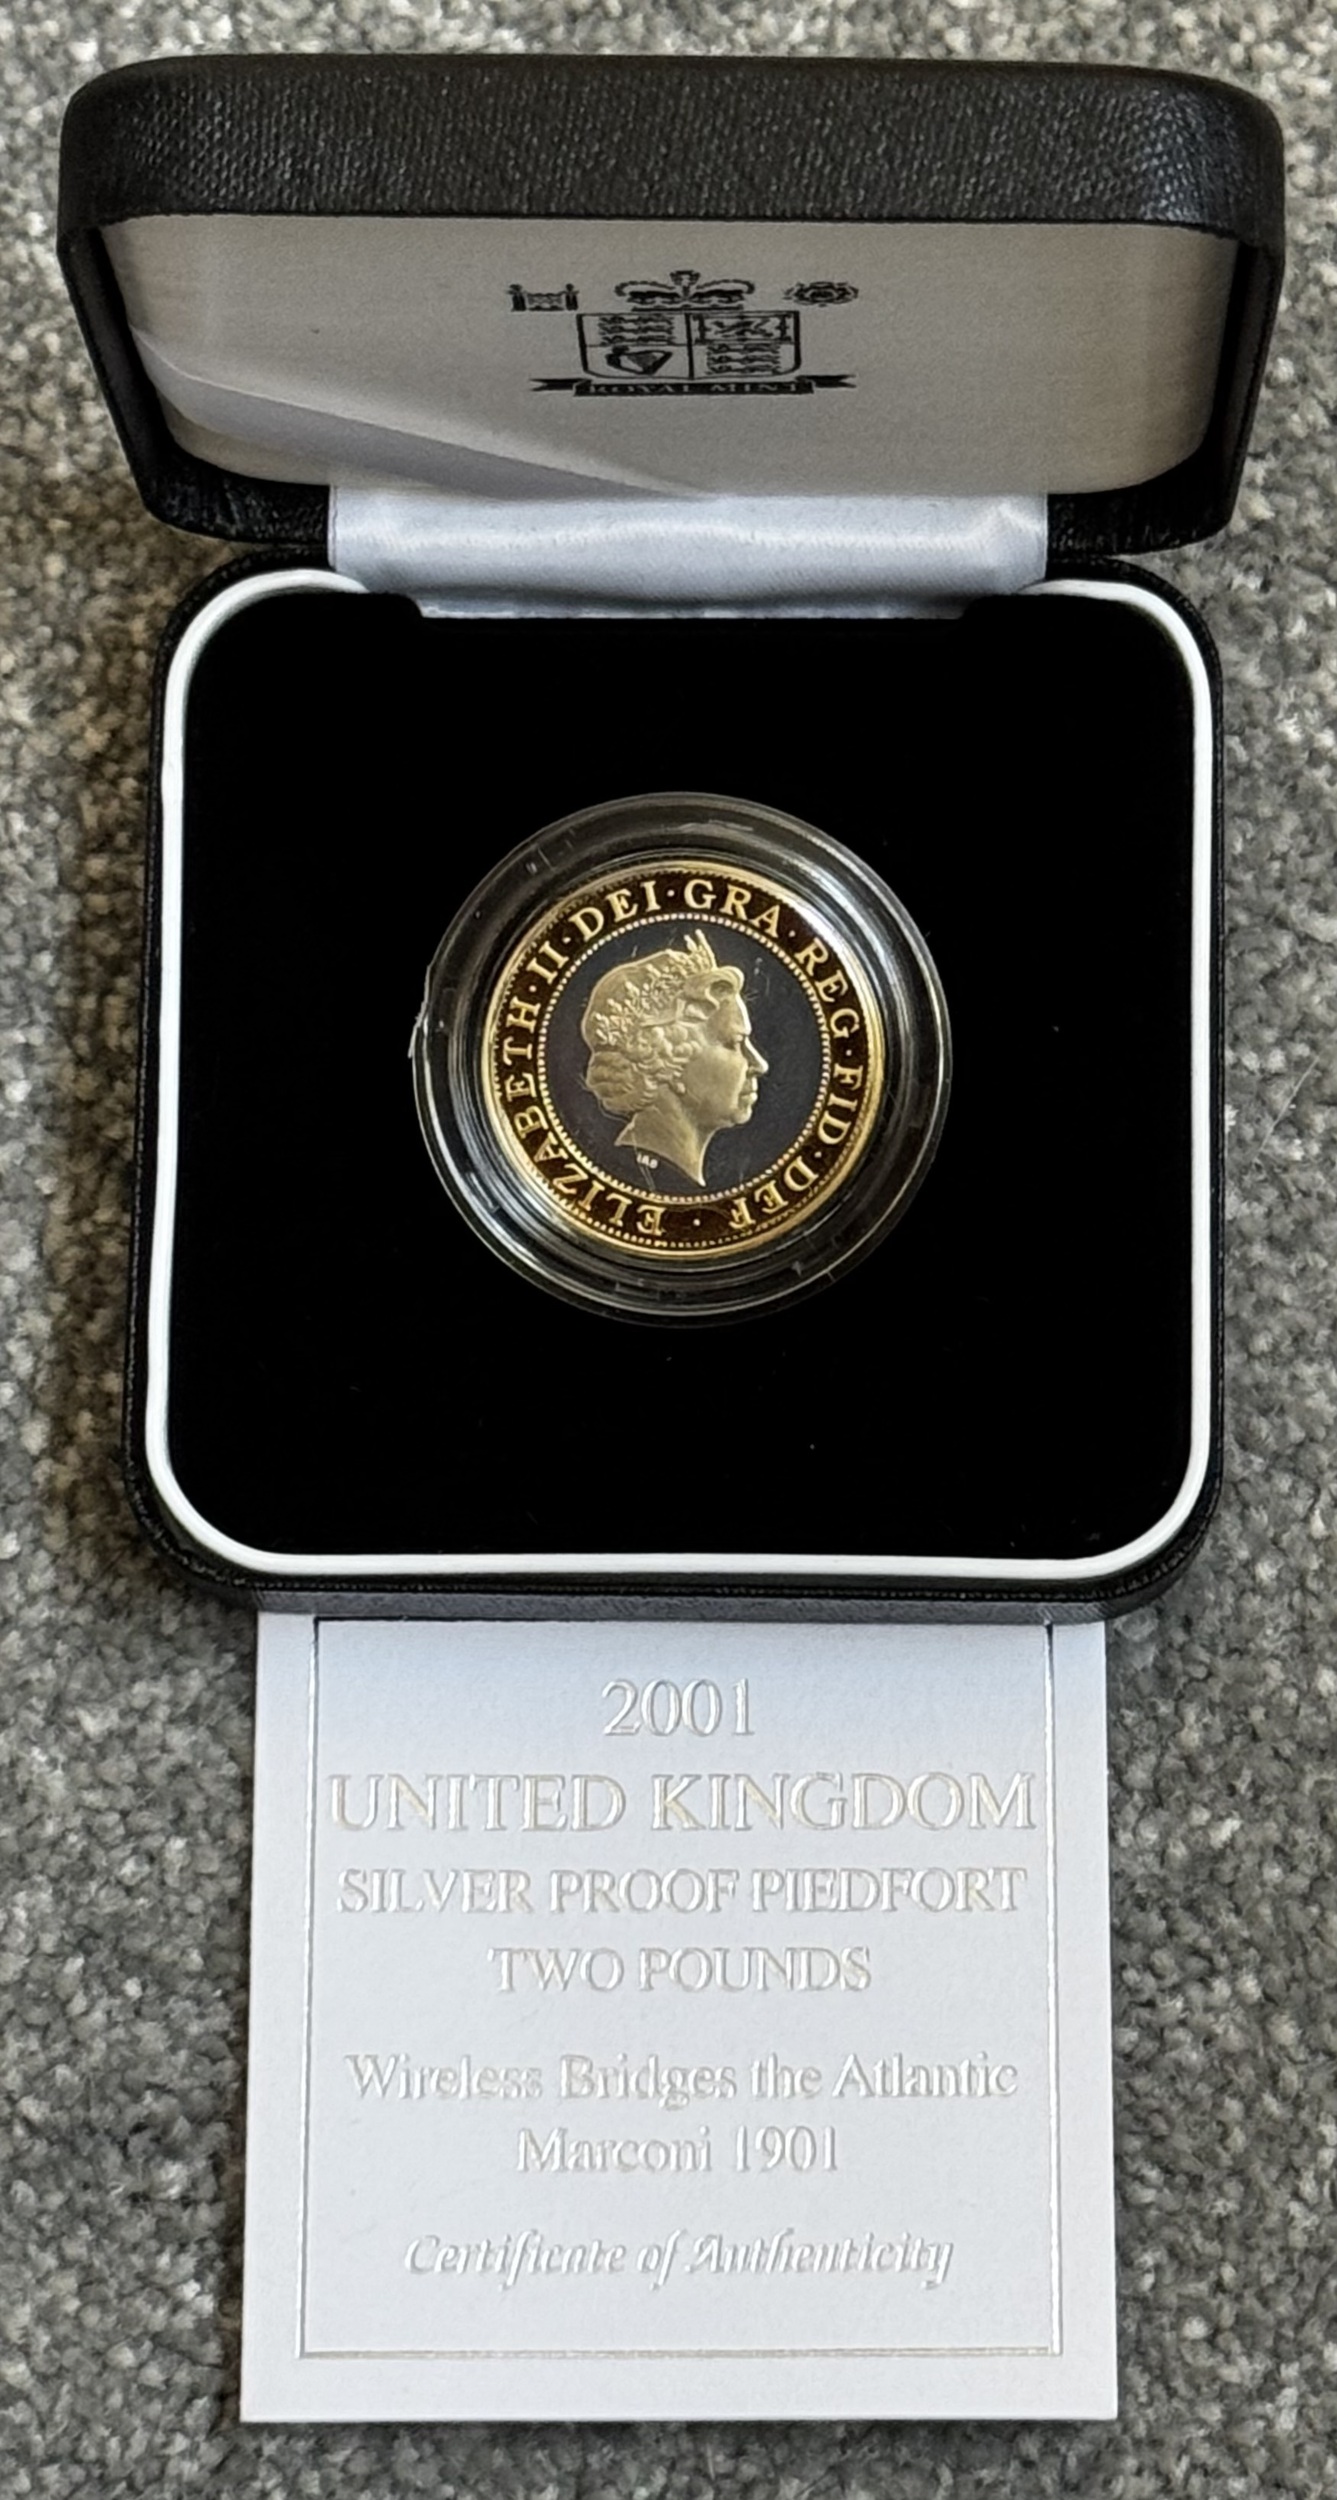 ROYAL MINT
ELIZABETH·II·DEI·GRA·REG·FID·DEF·
IRB
2001
UNITED KINGDOM
SILVER PROOF PIEDFORT
TWO POUNDS
Wireless Bridges the Atlantic
Marconi 1901
Certificate of Authenticity